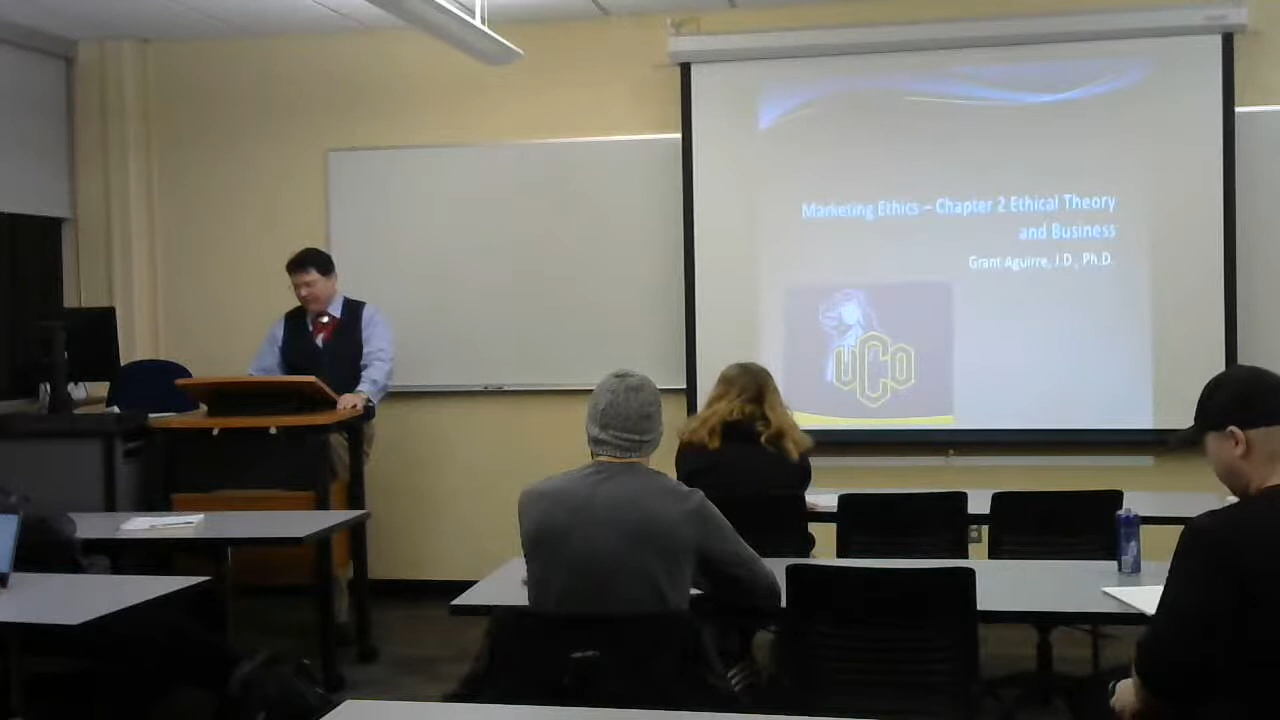 Marketing Ethics – Chapter 2 Ethical Theory
and Business
Grant Aguirre, J.D., Ph.D.
UCO